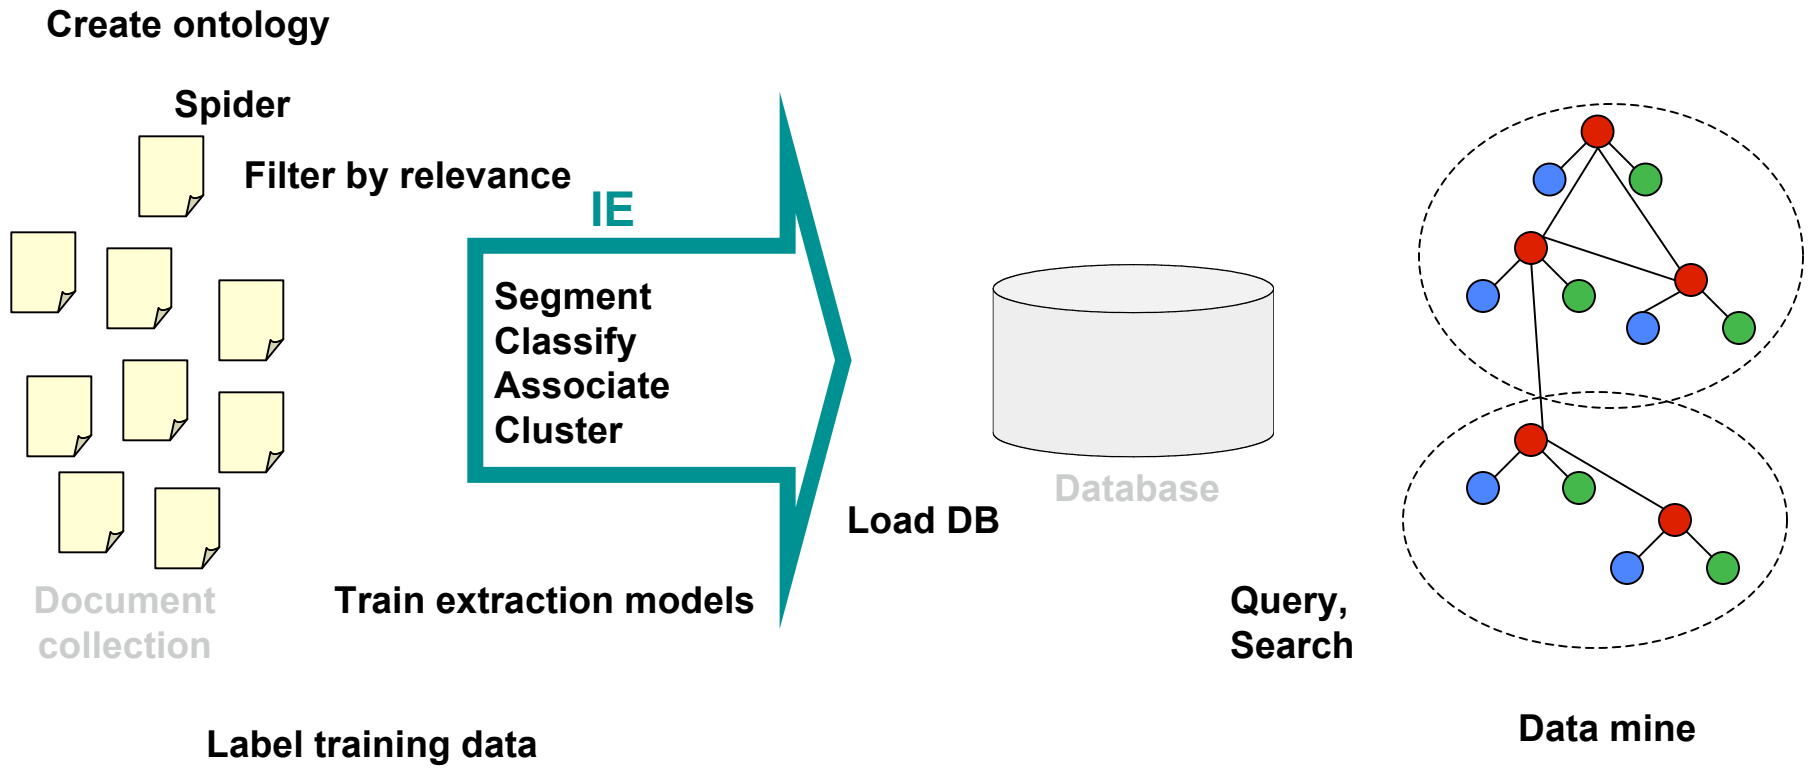 Create ontology
Spider
Filter by relevance
IE
Segment
Classify
Associate
Cluster
Database
Load DB
Document
collection
Train extraction models
Query,
Search
Label training data
Data mine